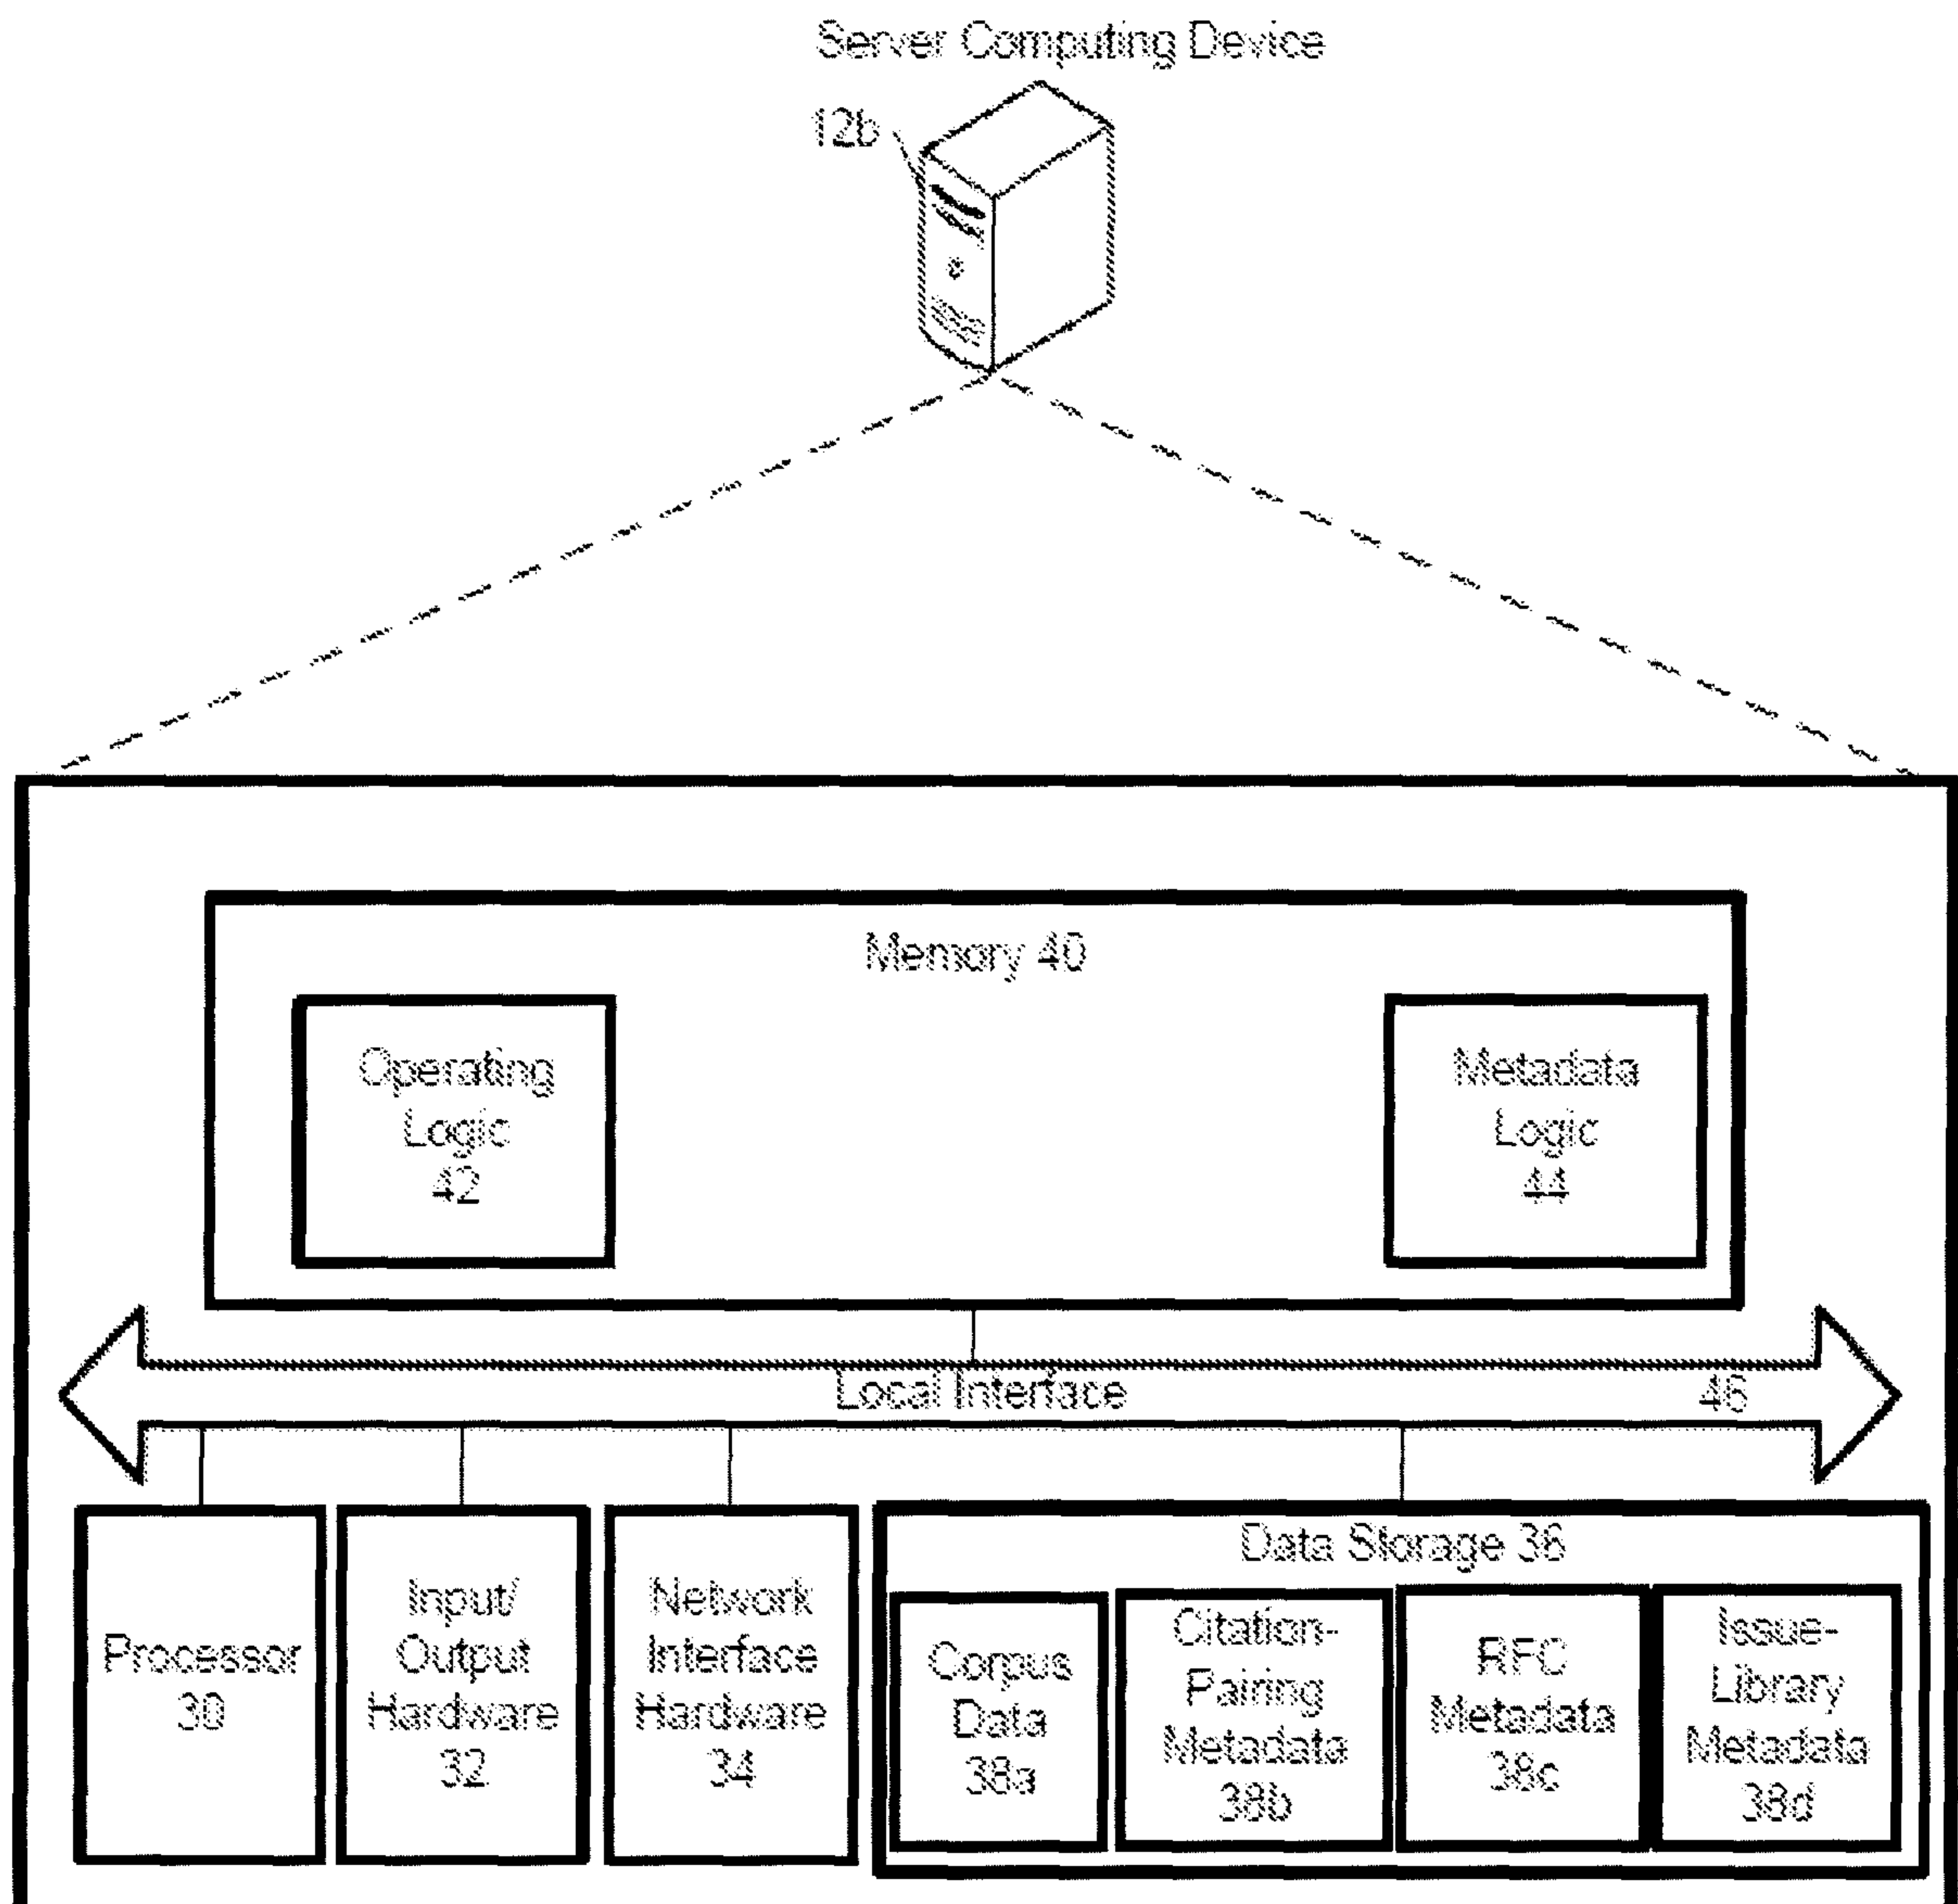 Server Computing Device
12b
Memory 40
Operating
Logic
42
Metadata
Logic
44
Local Interface
46
Processor
30
Input/
Output
Hardware
32
Network
Interface
Hardware
34
Data Storage 36
Corpus
Data
38a
Citation-
Pairing
Metadata
38b
RFC
Metadata
38c
Issue-
Library
Metadata
38d